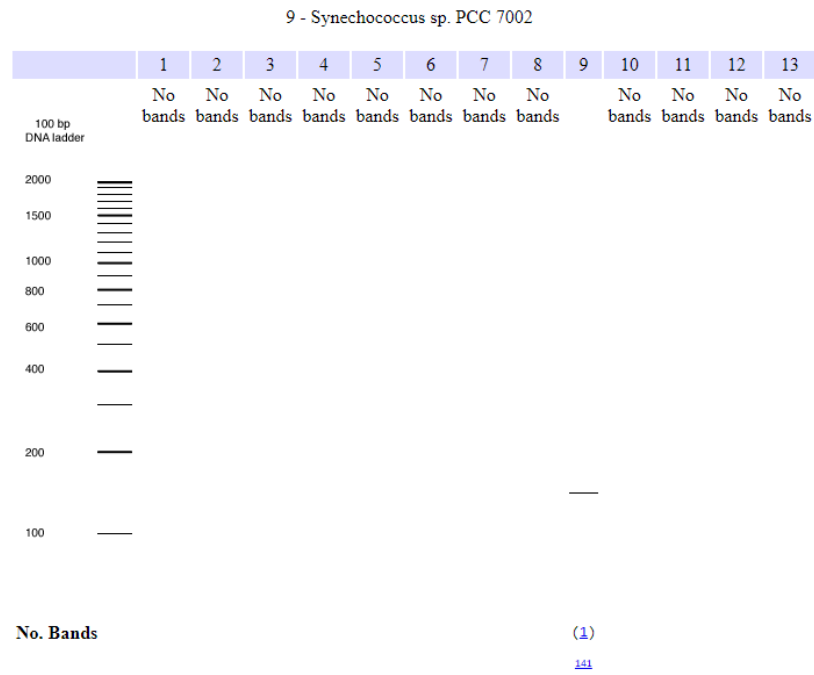 9 - Synechococcus sp. PCC 7002
1 2 3 4 5 6 7 8 9 10 11 12 13
No No No No No No No No No No No No
bands bands bands bands bands bands bands bands bands bands bands bands
100 bp
DNA ladder
2000
1500
1000
800
600
400
200
100
No. Bands (1)
141